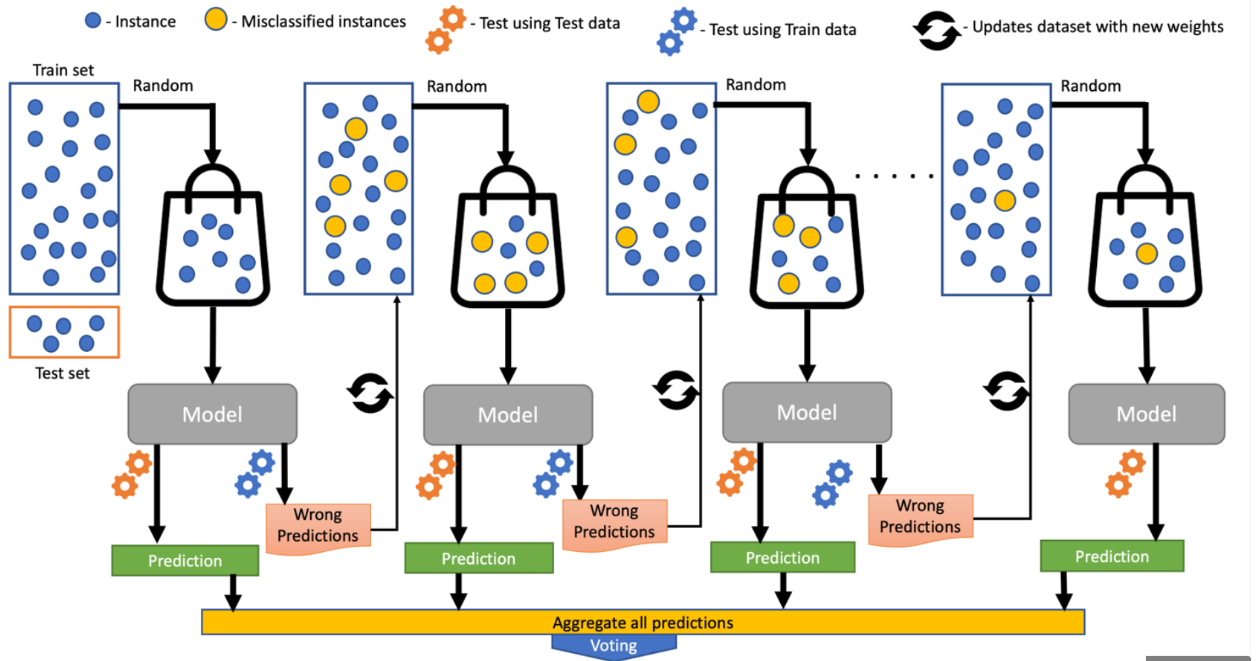 - Instance
- Misclassified instances
- Test using Test data
- Test using Train data
- Updates dataset with new weights
Train set
Random
Random
Random
Random
Test set
Model
Model
Model
Model
Wrong
Predictions
Wrong
Predictions
Wrong
Predictions
Prediction
Prediction
Prediction
Prediction
Aggregate all predictions
Voting